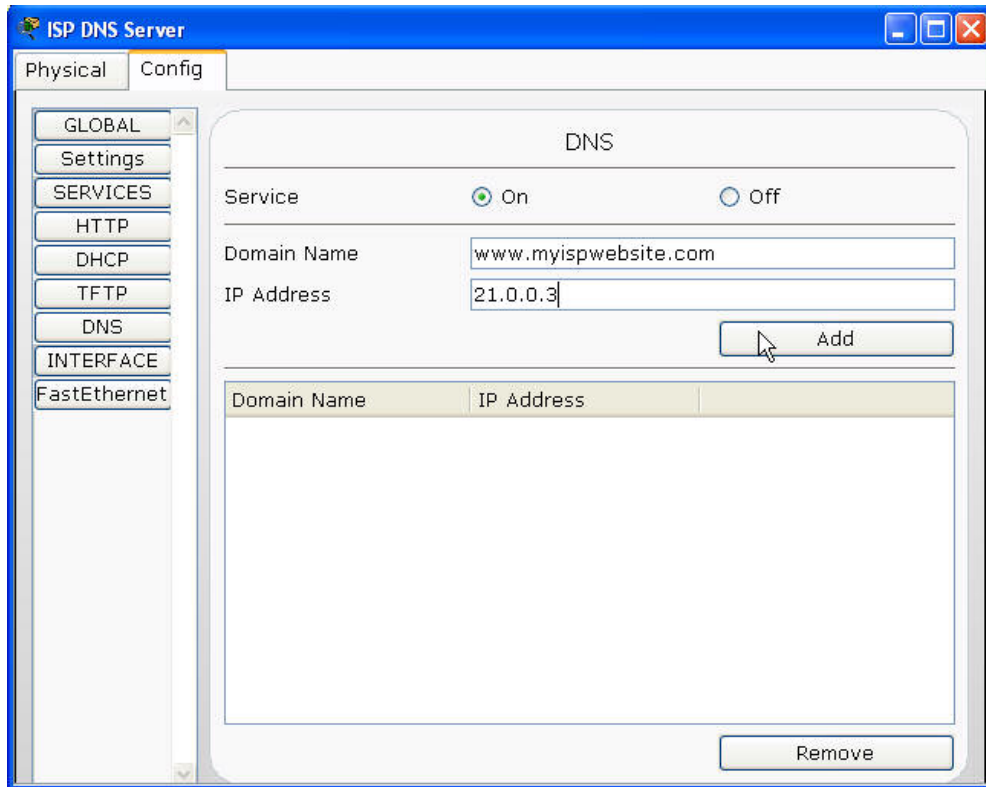 ISP DNS Server
Physical Config
GLOBAL
Settings
SERVICES
HTTP
DHCP
TFTP
DNS
INTERFACE
FastEthernet
DNS
Service On Off
Domain Name www.myispwebsite.com
IP Address 21.0.0.3
Add
Domain Name IP Address
Remove